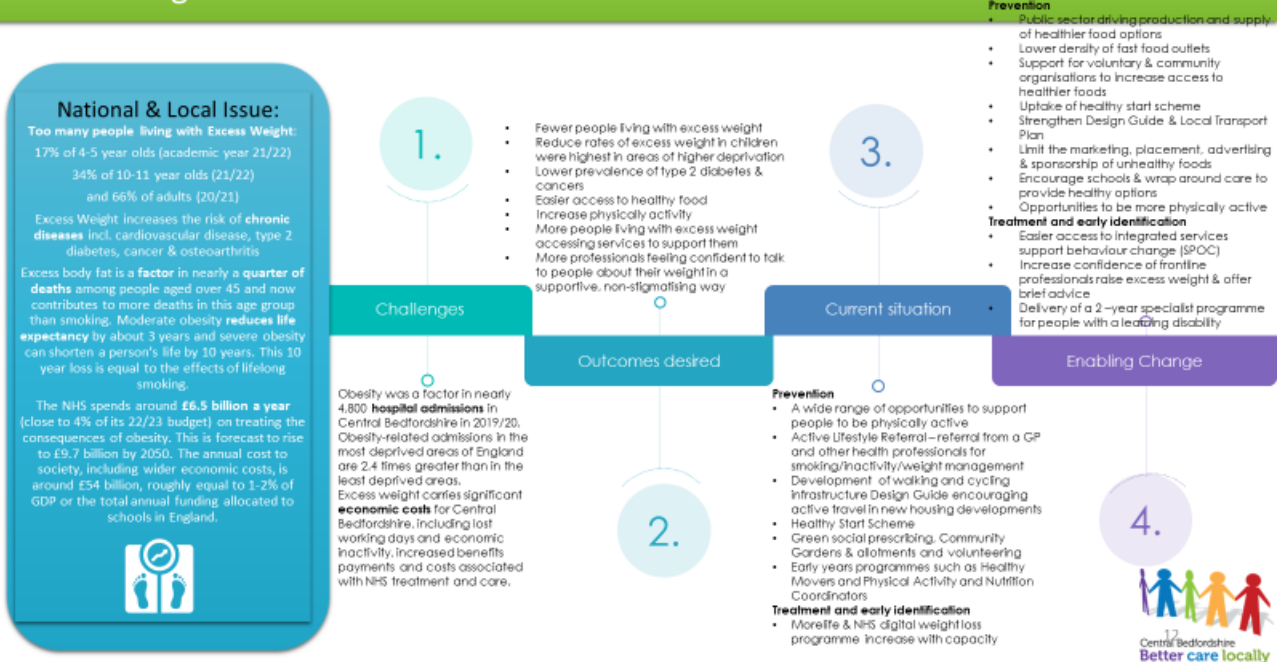 National & Local Issue:
Too many people living with Excess Weight:
17% of 4-5 year olds (academic year 21/22)
34% of 10-11 year olds (21/22)
and 66% of adults (20/21)
Excess Weight increases the risk of chronic
diseases incl. cardiovascular disease, type 2
diabetes, cancer & osteoarthritis
Excess body fat is a factor in nearly a quarter of
deaths among people aged over 45 and now
contributes to more deaths in this age group
than smoking. Moderate obesity reduces life
expectancy by about 3 years and severe obesity
can shorten a person's life by 10 years. This 10
year loss is equal to the effects of lifelong
smoking.
The NHS spends around £6.5 billion a year
(close to 4% of its 22/23 budget) on treating the
consequences of obesity. This is forecast to rise
to £9.7 billion by 2050. The annual cost to
society, including wider economic costs, is
around £54 billion, roughly equal to 1-2% of
GDP or the total annual funding allocated to
schools in England.
1.
Challenges
Obesity was a factor in nearly
4,800 hospital admissions in
Central Bedfordshire in 2019/20.
Obesity-related admissions in the
most deprived areas of England
are 2.4 times greater than in the
least deprived areas.
Excess weight carries significant
economic costs for Central
Bedfordshire, including lost
working days and economic
inactivity, increased benefits
payments and costs associated
with NHS treatment and care.
• Fewer people living with excess weight
• Reduce rates of excess weight in children
were highest in areas of higher deprivation
• Lower prevalence of type 2 diabetes &
cancers
• Easier access to healthy food
• Increase physically activity
• More people living with excess weight
accessing services to support them
• More professionals feeling confident to talk
to people about their weight in a
supportive, non-stigmatising way
Outcomes desired
2.
3.
Current situation
Prevention
• A wide range of opportunities to support
people to be physically active
• Active Lifestyle Referral – referral from a GP
and other health professionals for
smoking/inactivity/weight management
• Development of walking and cycling
infrastructure Design Guide encouraging
active travel in new housing developments
• Healthy Start Scheme
• Green social prescribing, Community
Gardens & allotments and volunteering
• Early years programmes such as Healthy
Movers and Physical Activity and Nutrition
Coordinators
Treatment and early identification
• Morelife & NHS digital weight loss
programme increase with capacity
Prevention
• Public sector driving production and supply
of healthier food options
• Lower density of fast food outlets
• Support for voluntary & community
organisations to increase access to
healthier foods
• Uptake of healthy start scheme
• Strengthen Design Guide & Local Transport
Plan
• Limit the marketing, placement, advertising
& sponsorship of unhealthy foods
• Encourage schools & wrap around care to
provide healthy options
• Opportunities to be more physically active
Treatment and early identification
• Easier access to integrated services
support behaviour change (SPOC)
• Increase confidence of frontline
professionals raise excess weight & offer
brief advice
• Delivery of a 2 –year specialist programme
for people with a learning disability
Enabling Change
4.
12
Central Bedfordshire
Better care locally